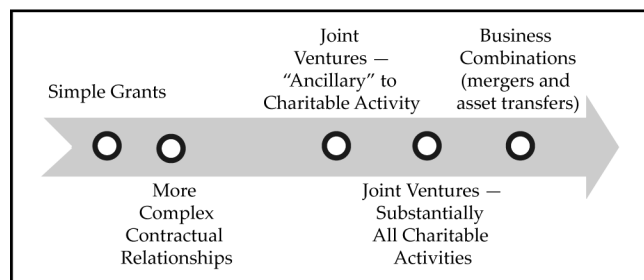 Simple Grants
More
Complex
Contractual
Relationships
Joint
Ventures —
“Ancillary” to
Charitable Activity
Joint Ventures —
Substantially
All Charitable
Activities
Business
Combinations
(mergers and
asset transfers)